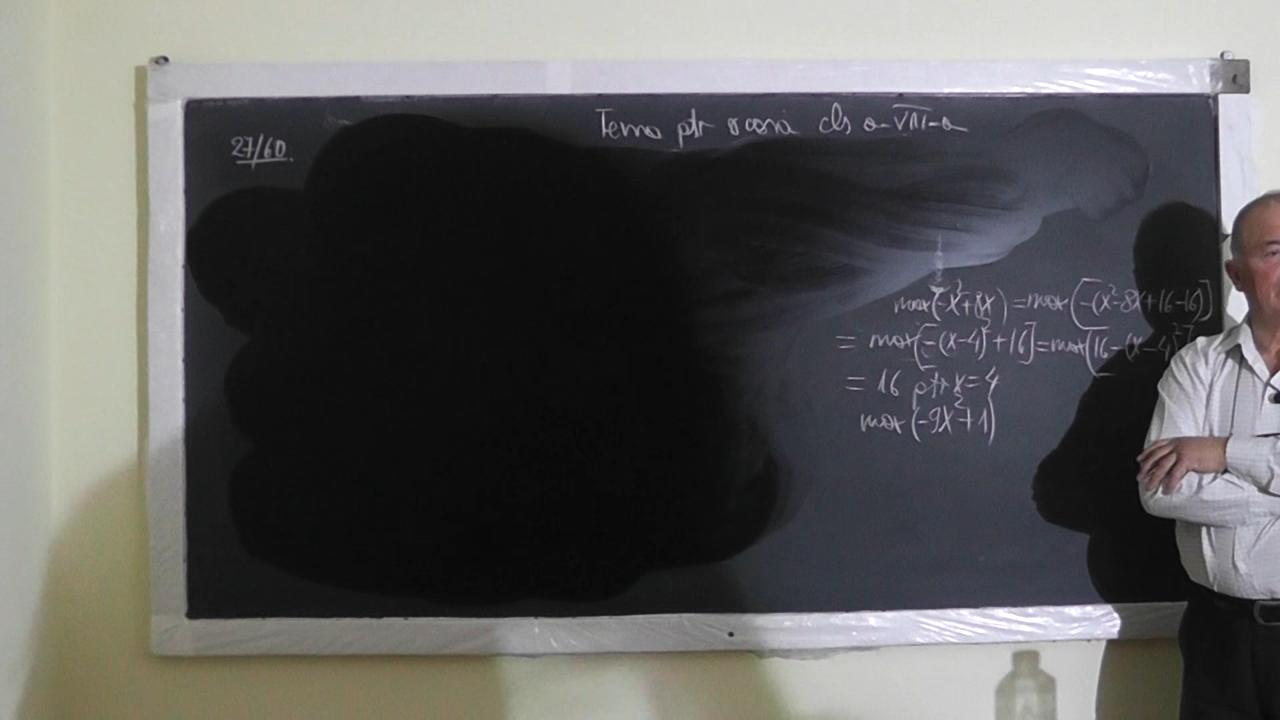 Tema ptr acasă cls a-VIII-a
27/60.
max(-x²+8x)=max[-(x²-8x+16-16)]
= max[-(x-4)²+16]=max[16-(x-4)²]
= 16 ptr x=4
max(-9x²+1)